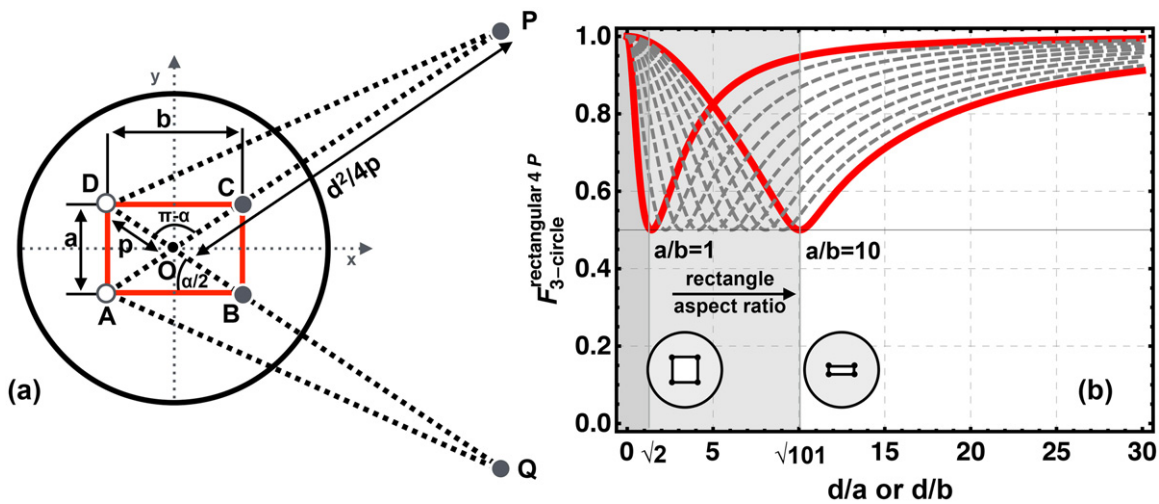 P
y
b
D
C
d²/4p
π-α
a
p
x
O
α/2
A
B
(a)
Q
F rectangular 4 P 3−circle
1.0
0.8
0.6
0.4
0.2
0.0
a/b=1
a/b=10
rectangle
aspect ratio
(b)
0 √2 5 √101 15 20 25 30
d/a or d/b